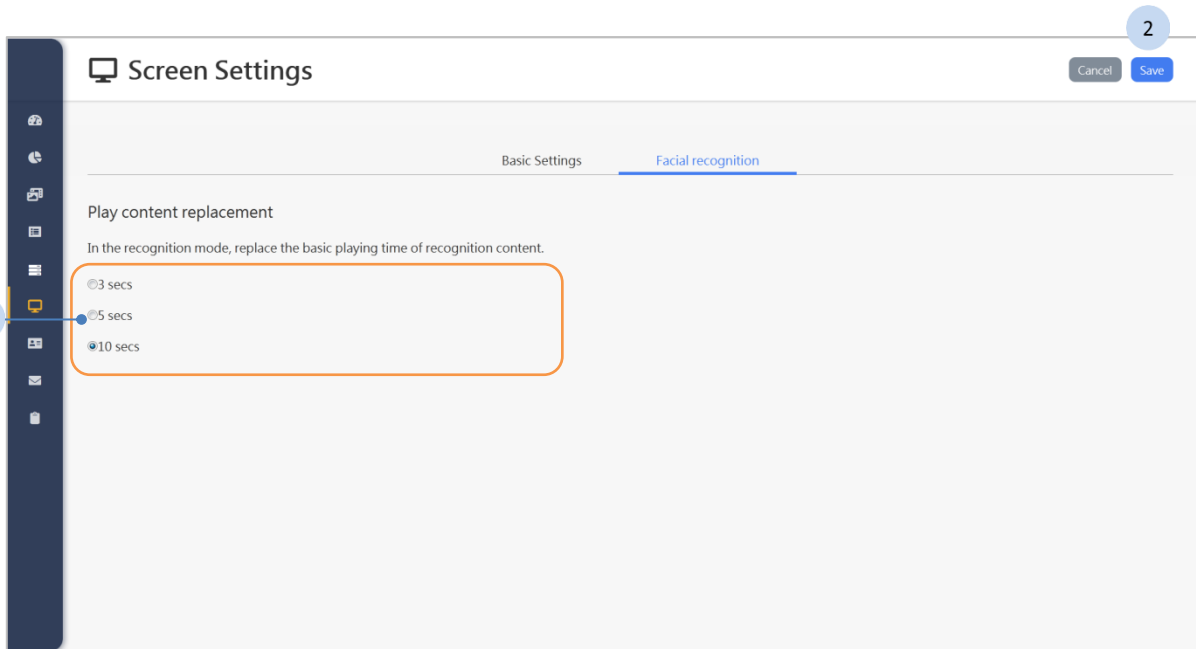 2
Screen Settings
Cancel Save
Basic Settings Facial recognition
Play content replacement
In the recognition mode, replace the basic playing time of recognition content.
3 secs
5 secs
10 secs